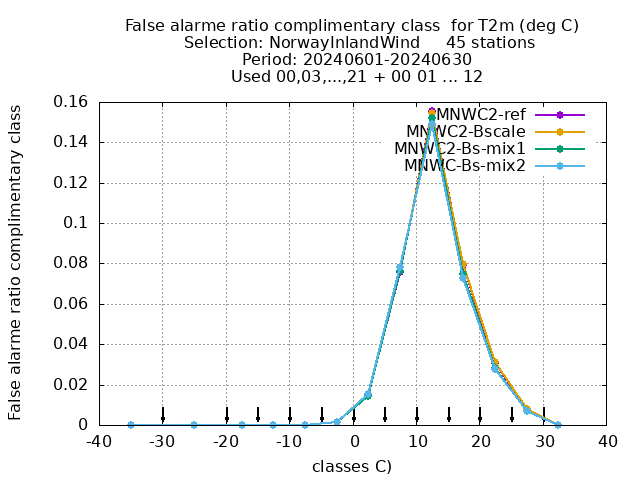 False alarme ratio complimentary class  for T2m (deg C)
Selection: NorwayInlandWind     45 stations
Period: 20240601-20240630
Used 00,03,...,21 + 00 01 ... 12
False alarme ratio complimentary class
0.16
0.14
0.12
0.1
0.08
0.06
0.04
0.02
0
MNWC2-ref
MNWC2-Bscale
MNWC2-Bs-mix1
MNWC-Bs-mix2
-40 -30 -20 -10 0 10 20 30 40
classes C)